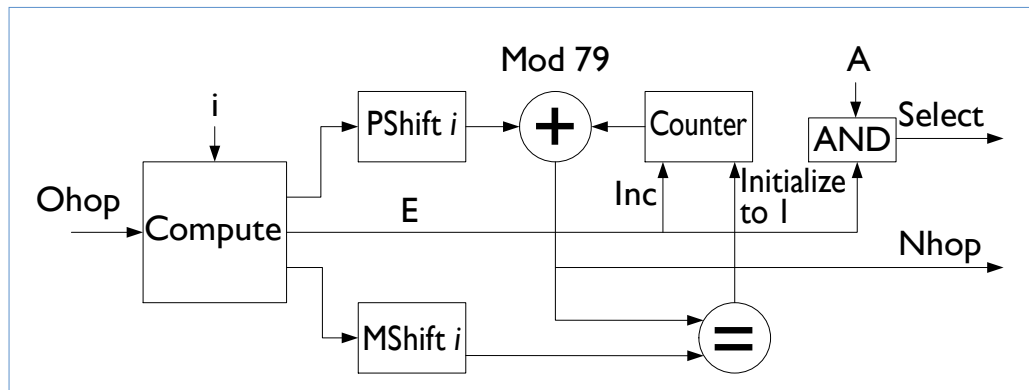 Mod 79
A
i
PShift i
+
Counter
AND
Select
Ohop
Compute
E
Inc
Initialize
to 1
Nhop
MShift i
=